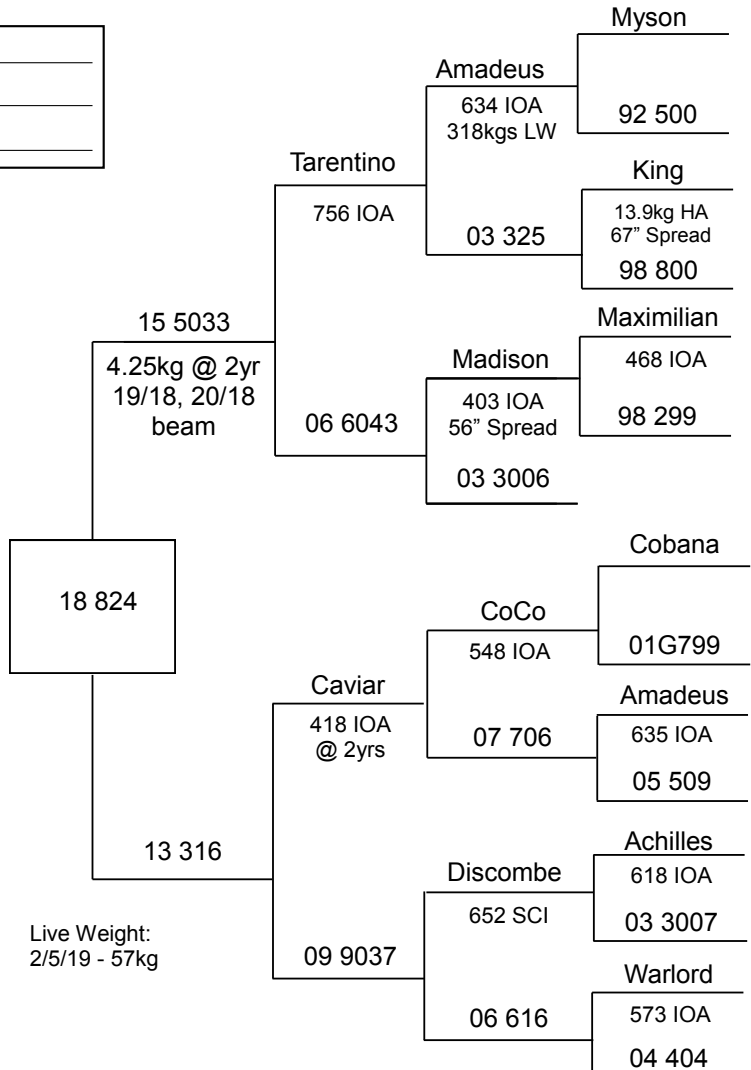 Myson
Amadeus
634 IOA
318kgs LW
92 500
Tarentino
King
756 IOA
13.9kg HA
67” Spread
03 325
98 800
15 5033
Maximilian
4.25kg @ 2yr
19/18, 20/18
beam
Madison
468 IOA
403 IOA
56” Spread
06 6043
98 299
03 3006
Cobana
18 824
CoCo
548 IOA
01G799
Caviar
Amadeus
418 IOA
@ 2yrs
07 706
635 IOA
05 509
13 316
Achilles
Discombe
618 IOA
652 SCI
03 3007
Live Weight:
2/5/19 - 57kg
09 9037
Warlord
06 616
573 IOA
04 404